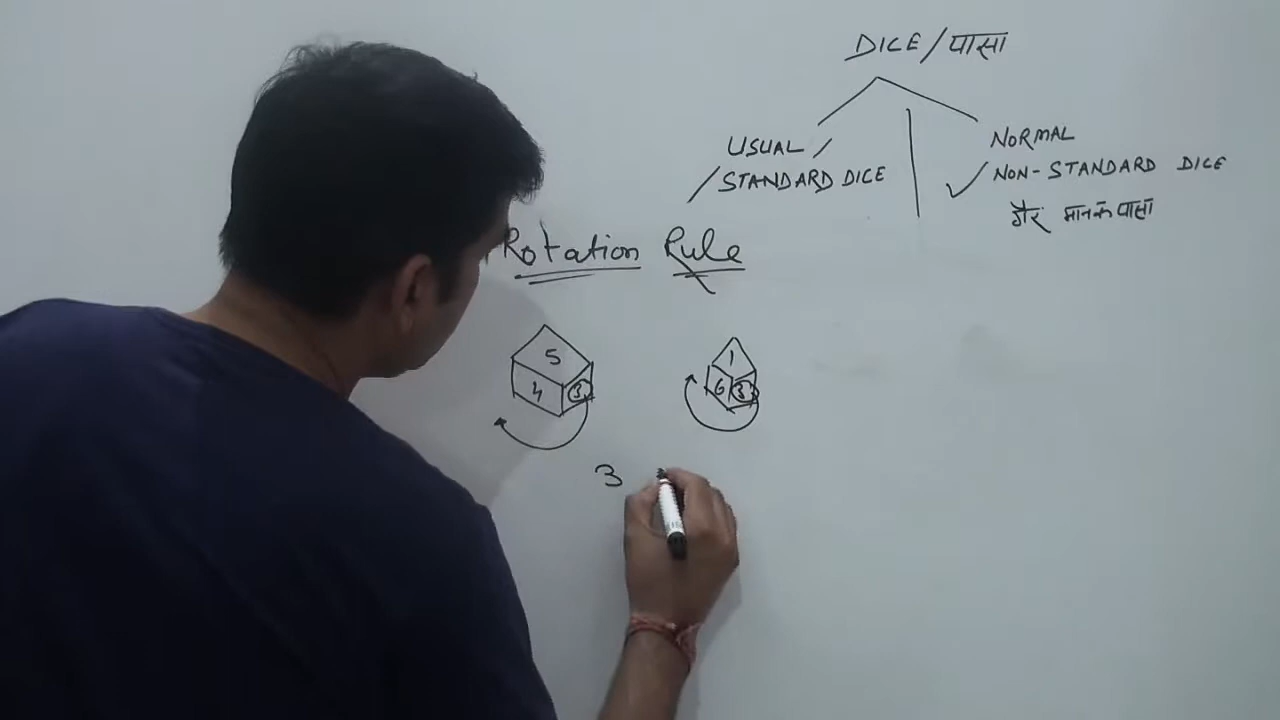 DICE/पासा
USUAL /
/STANDARD DICE
NORMAL
NON-STANDARD DICE
गैर मानक पासा
Rotation Rule
5
4 3
1
6 3
3